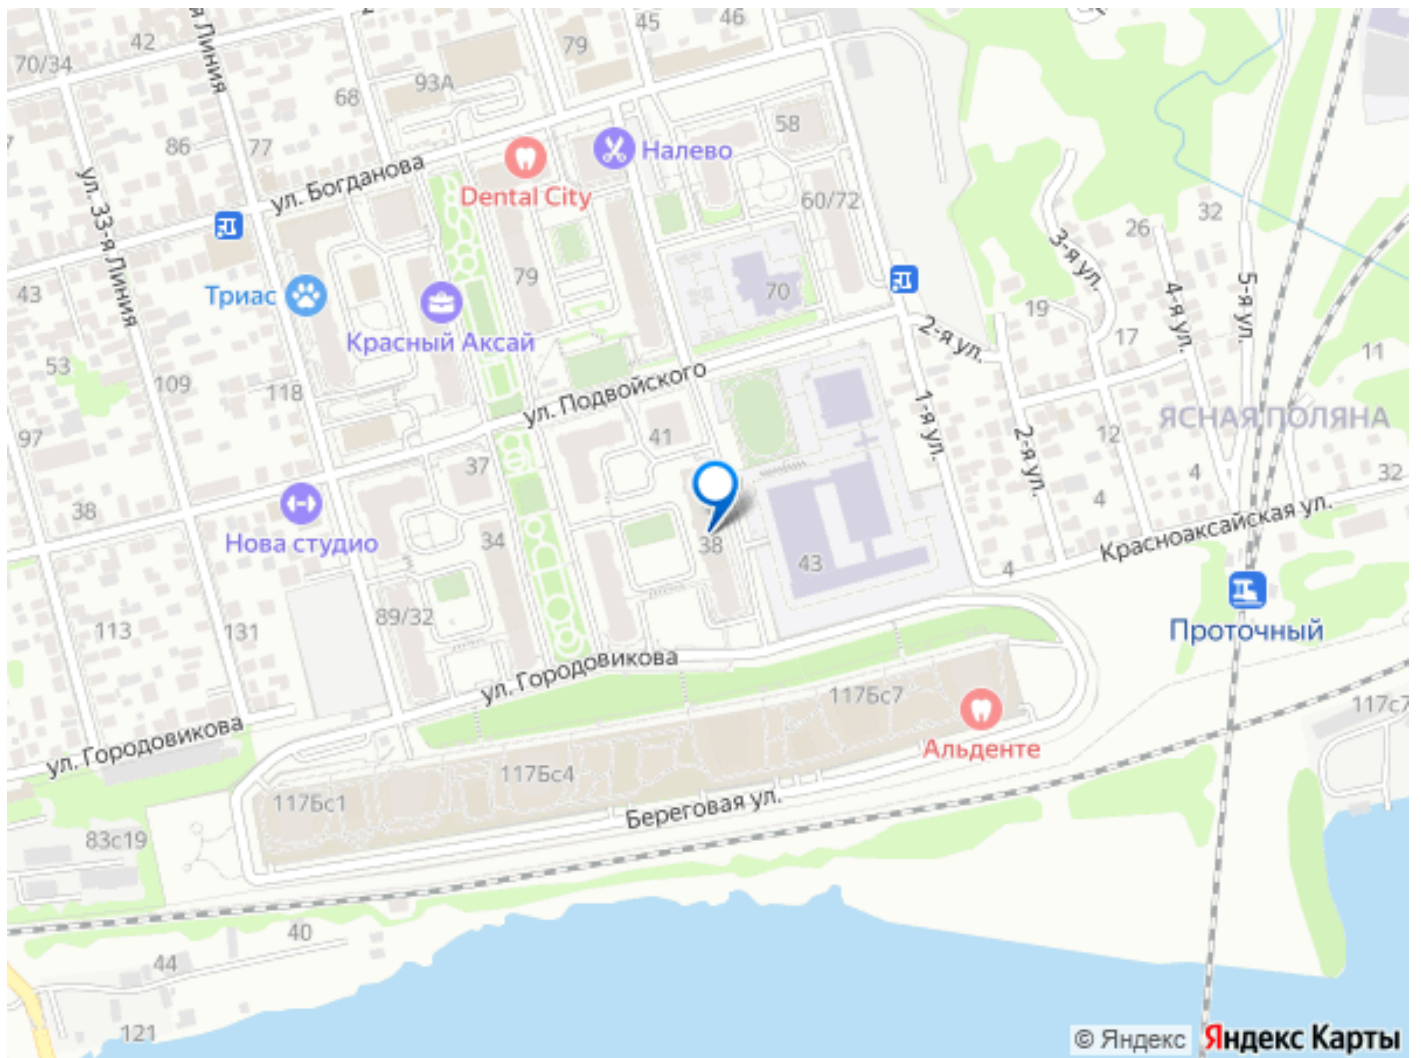 45
46
42
79
70/34
93А
68
я Линия
58
86
77
Налево
ул. Богданова
Dental City
60/72
32
26
ул. 33-я Линия
3-я ул.
79
70
43
Триас
5-я ул.
4-я ул.
19
2-я ул.
17
Красный Аксай
11
53
109
118
ул. Подвойского
1-я ул.
ЯСНАЯ ПОЛЯНА
97
41
12
2-я ул.
37
4
32
38
4
Нова студио
34
38
43
Красноаксайская ул.
4
89/32
113
131
Проточный
ул. Городовикова
117Бс7
117с7
ул. Городовикова
Альденте
117Бс4
117Бс1
Береговая ул.
83с19
40
44
121
© Яндекс
Яндекс Карты